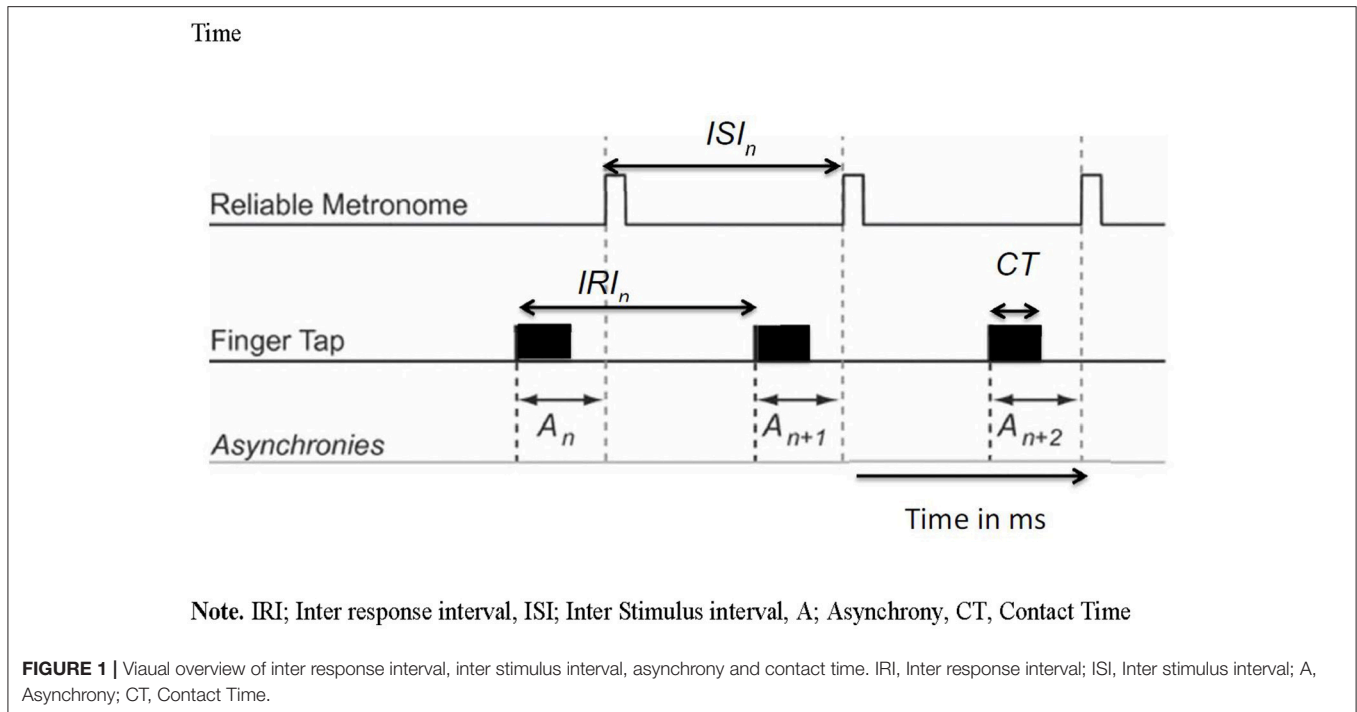 Time
ISIₙ
Reliable Metronome
CT
IRIₙ
Finger Tap
Aₙ
Aₙ₊₁
Aₙ₊₂
Asynchronies
Time in ms
Note. IRI; Inter response interval, ISI; Inter Stimulus interval, A; Asynchrony, CT, Contact Time
FIGURE 1 | Viaual overview of inter response interval, inter stimulus interval, asynchrony and contact time. IRI, Inter response interval; ISI, Inter stimulus interval; A,
Asynchrony; CT, Contact Time.